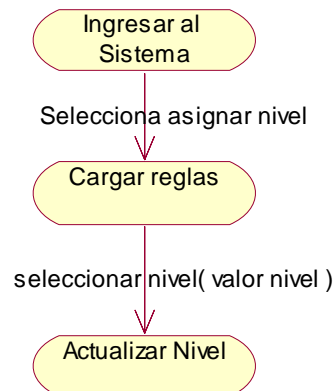 Ingresar al
Sistema
Selecciona asignar nivel
Cargar reglas
seleccionar nivel( valor nivel )
Actualizar Nivel